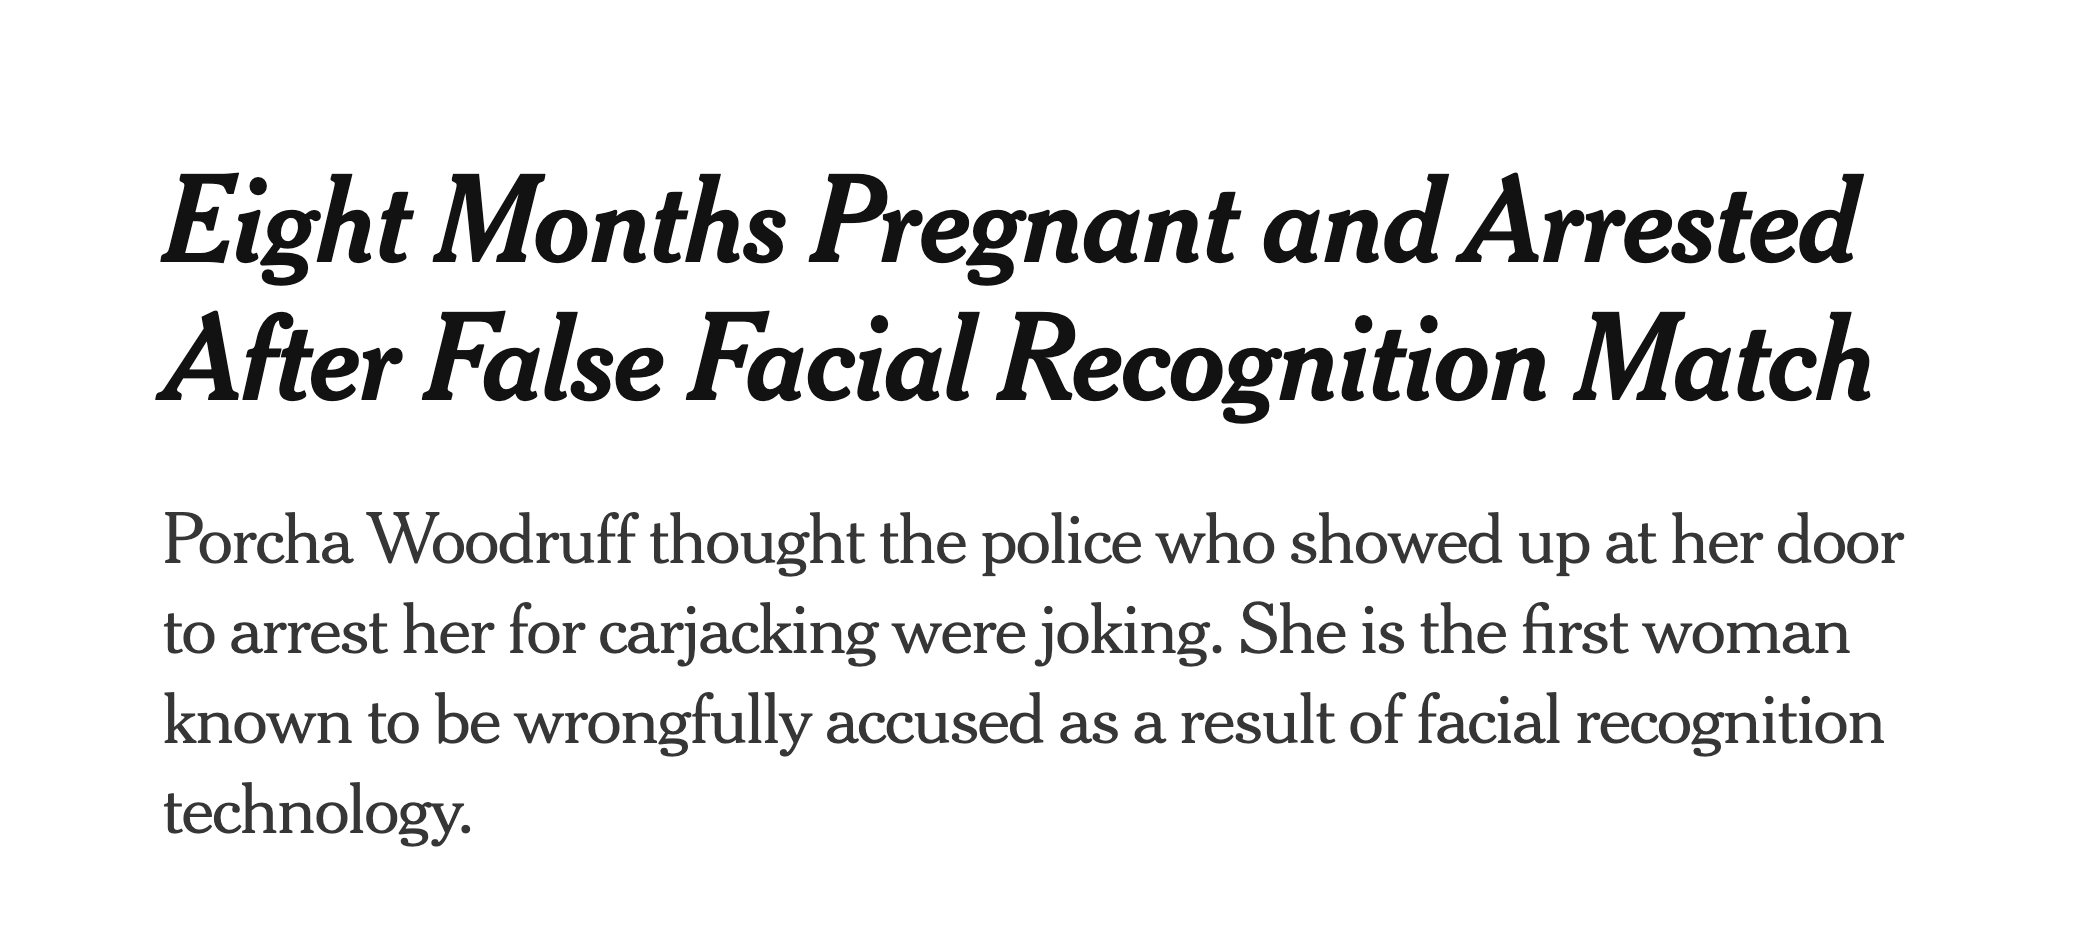 Eight Months Pregnant and Arrested
After False Facial Recognition Match
Porcha Woodruff thought the police who showed up at her door
to arrest her for carjacking were joking. She is the first woman
known to be wrongfully accused as a result of facial recognition
technology.